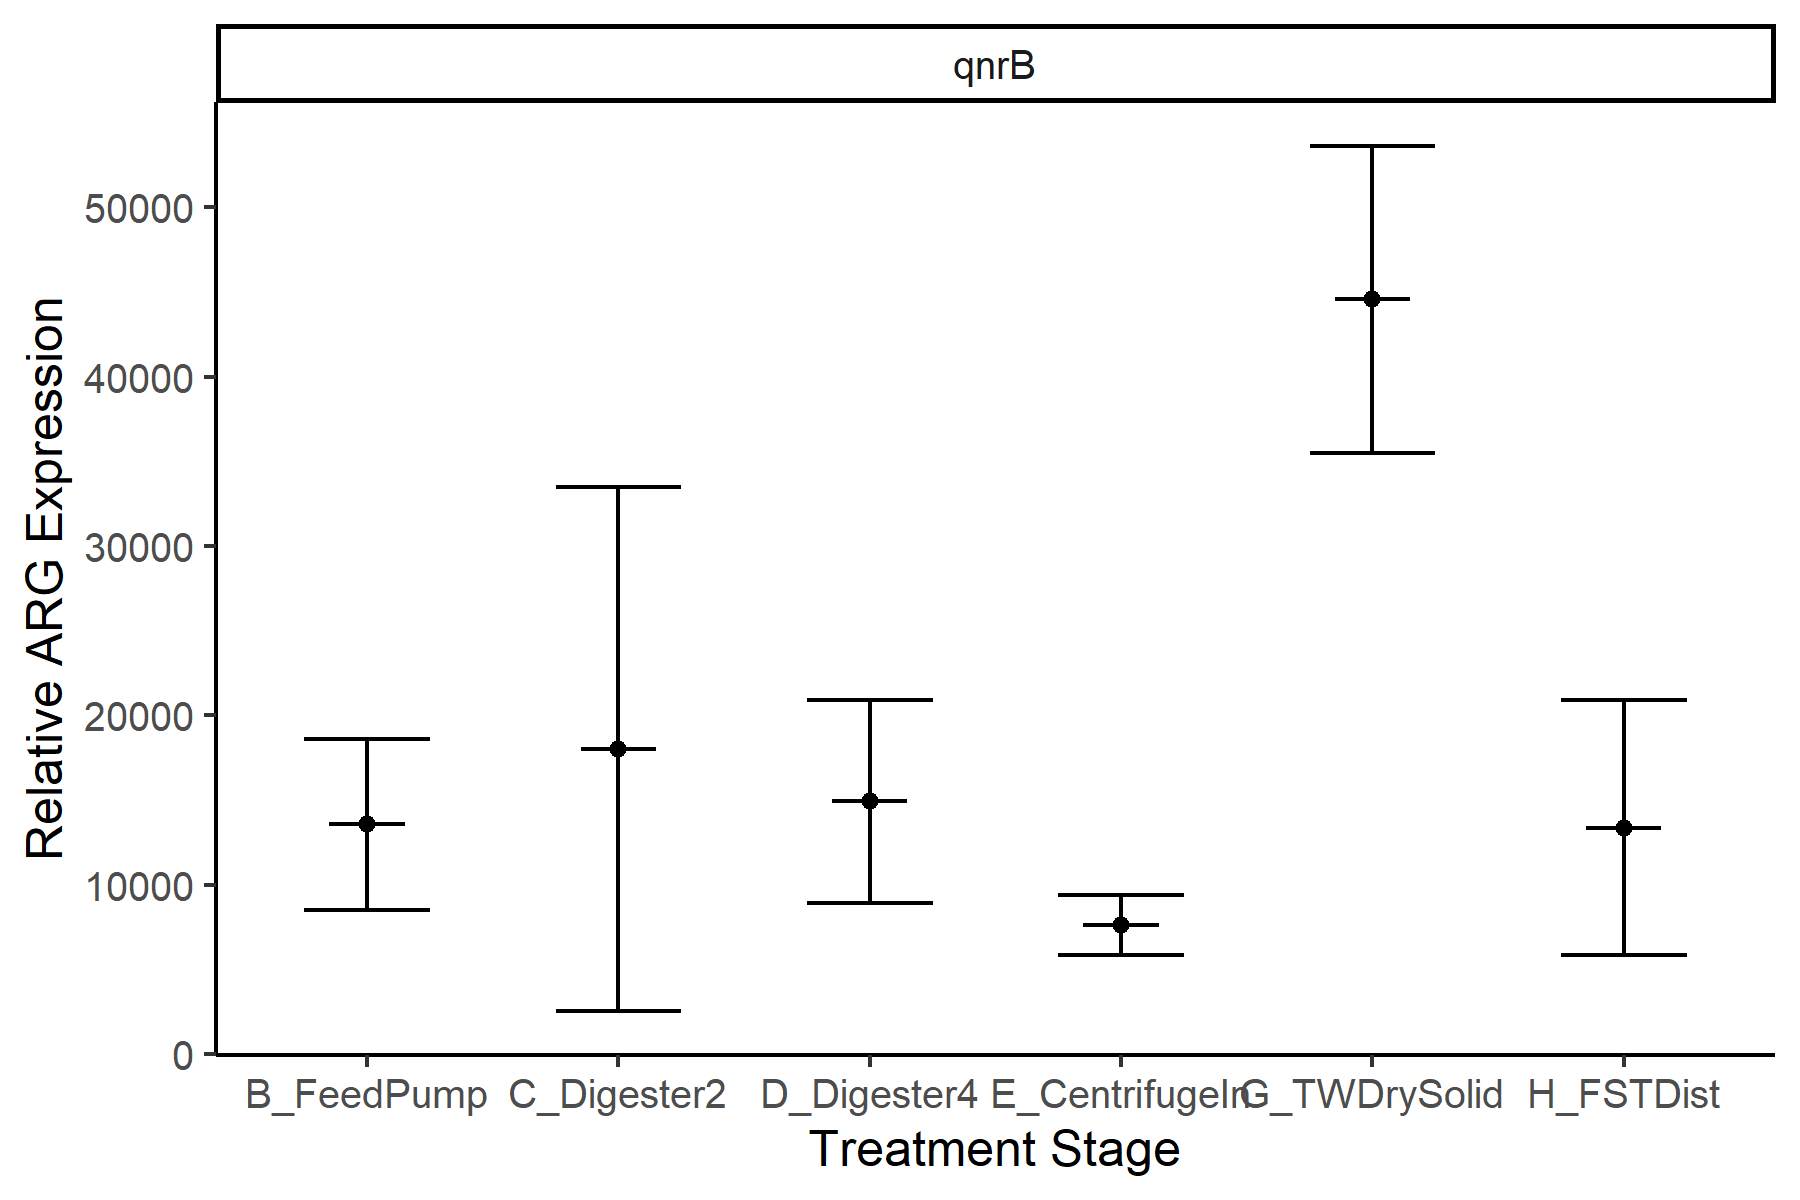 qnrB
Relative ARG Expression
50000
40000
30000
20000
10000
0
B_FeedPump C_Digester2 D_Digester4 E_CentrifugeIn G_TWDrySolid H_FSTDist
Treatment Stage